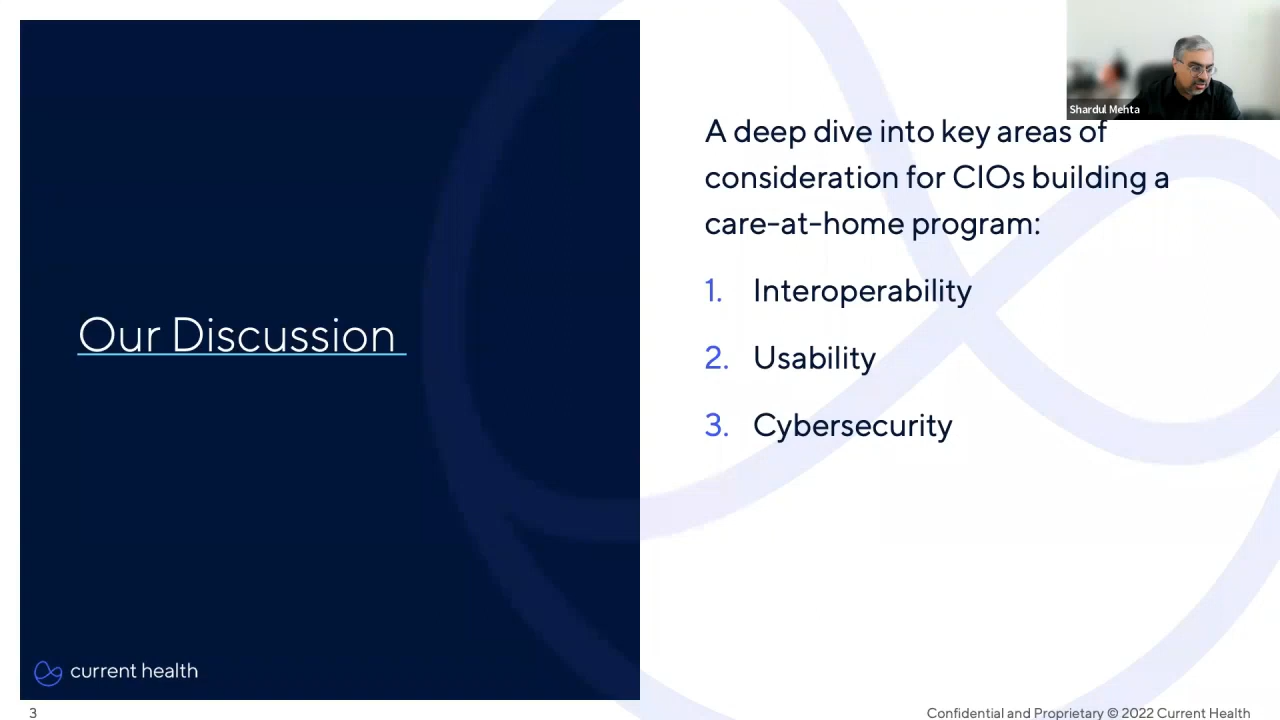 Shardul Mehta
Our Discussion
A deep dive into key areas of
consideration for CIOs building a
care-at-home program:
1. Interoperability
2. Usability
3. Cybersecurity
current health
3
Confidential and Proprietary © 2022 Current Health